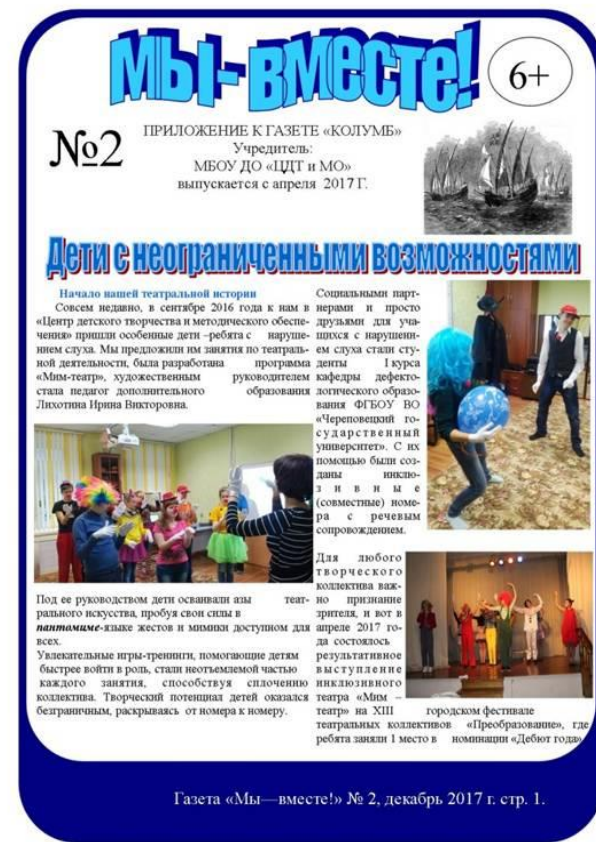 Мы-вместе!
6+
№2
ПРИЛОЖЕНИЕ К ГАЗЕТЕ «КОЛУМБ»
Учредитель:
МБОУ ДО «ЦДТ и МО»
выпускается с апреля 2017 Г.
Дети с неограниченными возможностями
Начало нашей театральной истории
Совсем недавно, в сентябре 2016 года к нам в
«Центр детского творчества и методического обеспе-
чения» пришли особенные дети –ребята с наруше-
нием слуха. Мы предложили им занятия по театраль-
ной деятельности, была разработана программа
«Мим-театр», художественным руководителем
стала педагог дополнительного образования
Лихотина Ирина Викторовна.
Под ее руководством дети осваивали азы теат-
рального искусства, пробуя свои силы в
пантомиме-языке жестов и мимики доступном для
всех.
Увлекательные игры-тренинги, помогающие детям
быстрее войти в роль, стали неотъемлемой частью
каждого занятия, способствуя сплочению
коллектива. Творческий потенциал детей оказался
безграничным, раскрываясь от номера к номеру.
Социальными парт-
нерами и просто
друзьями для уча-
щихся с нарушени-
ем слуха стали сту-
денты I курса
кафедры дефекто-
логического образо-
вания ФГБОУ ВО
«Череповецкий го-
сударственный
университет». С их
помощью были соз-
даны инклю-
зивные
(совместные) номе-
ра с речевым
сопровождением.
Для любого
творческого
коллектива важ-
но признание
зрителя, и вот в
апреле 2017 го-
да состоялось
результативное
выступление
инклюзивного
театра «Мим –
театр» на XIII городском фестивале
театральных коллективов «Преображение», где
ребята заняли 1 место в номинации «Дебют года».
Газета «Мы—вместе!» № 2, декабрь 2017 г. стр. 1.